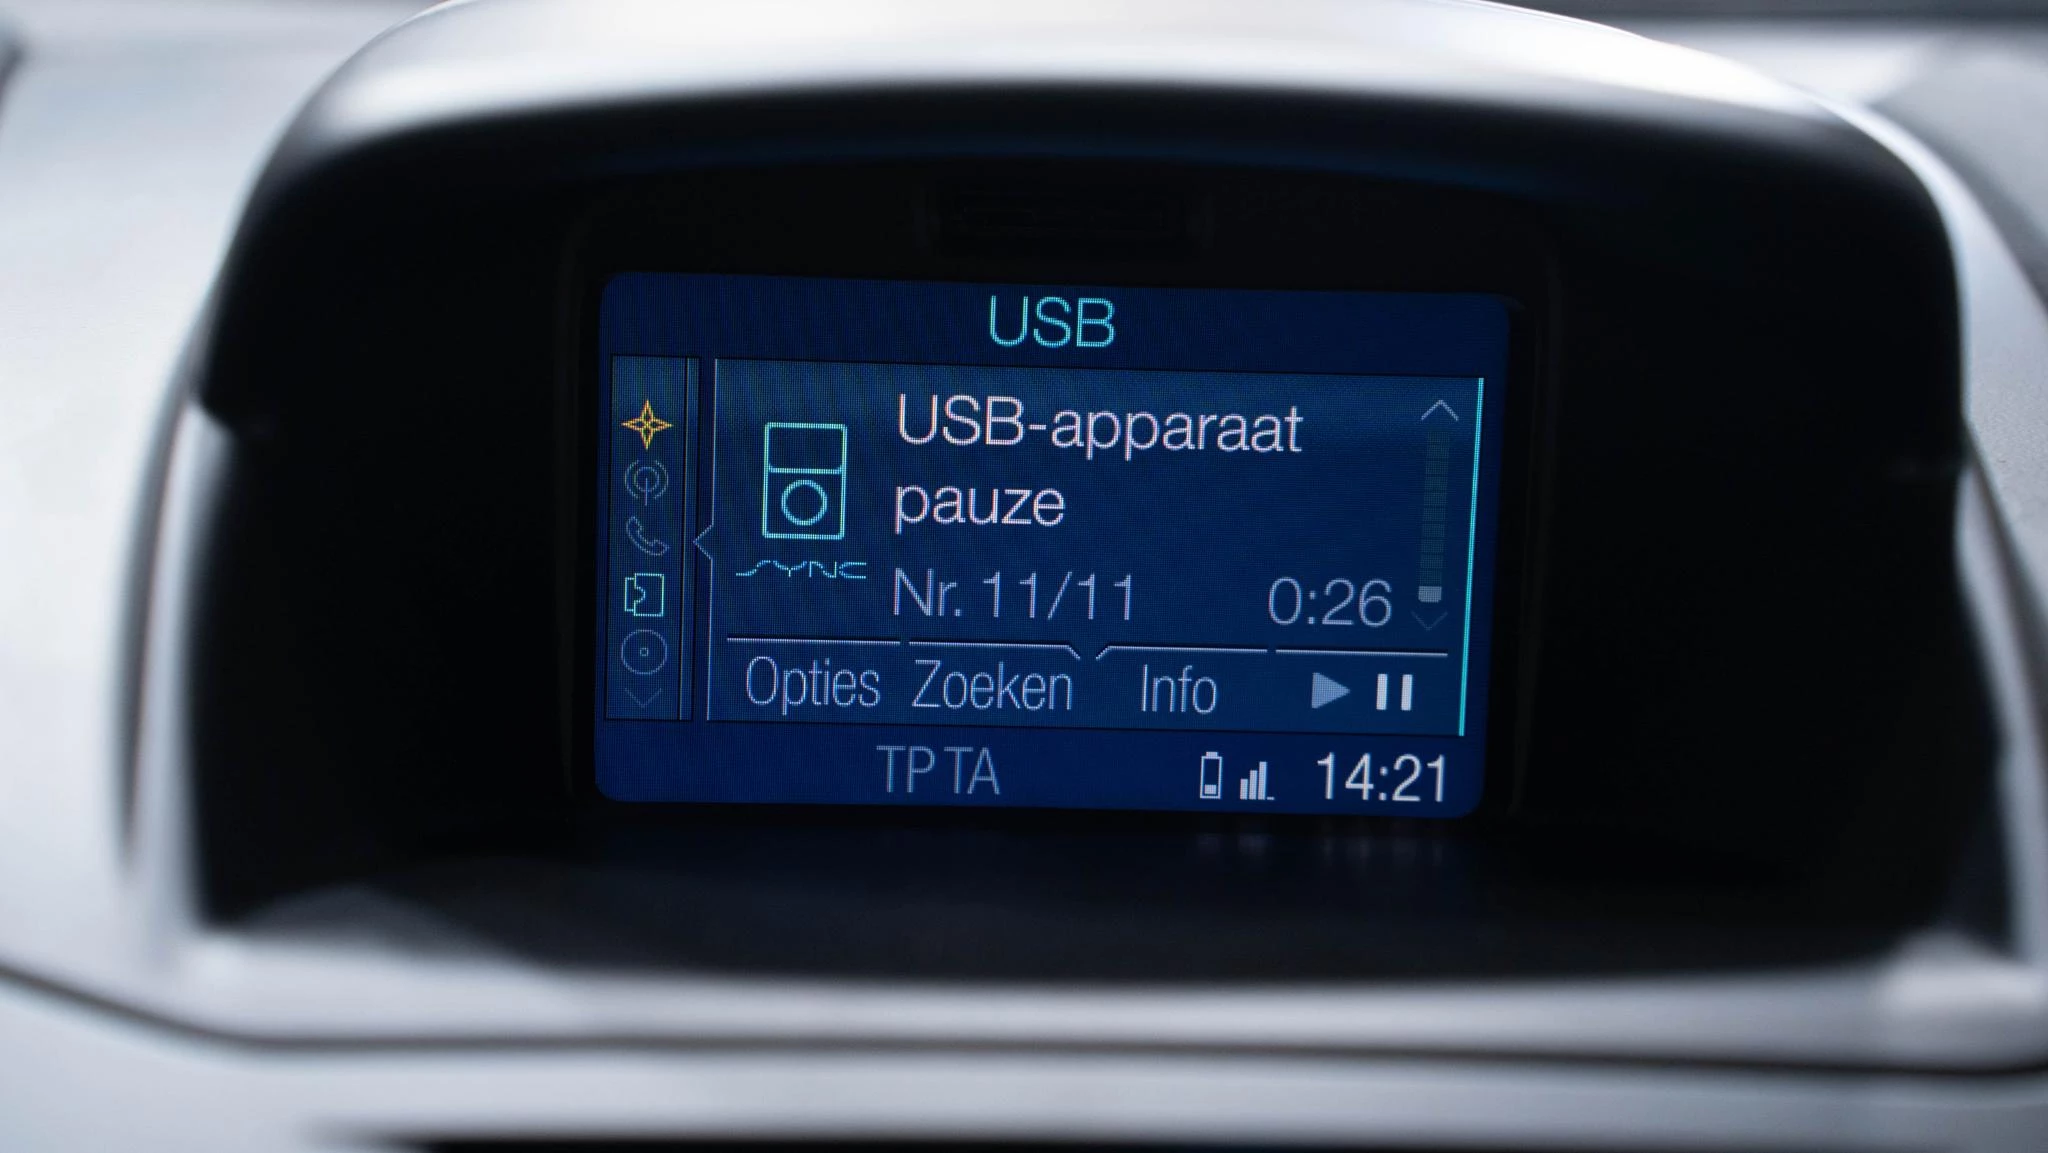 USB
USB-apparaat
pauze
SYNC
Nr. 11/11 0:26
Opties Zoeken Info
TP TA 14:21